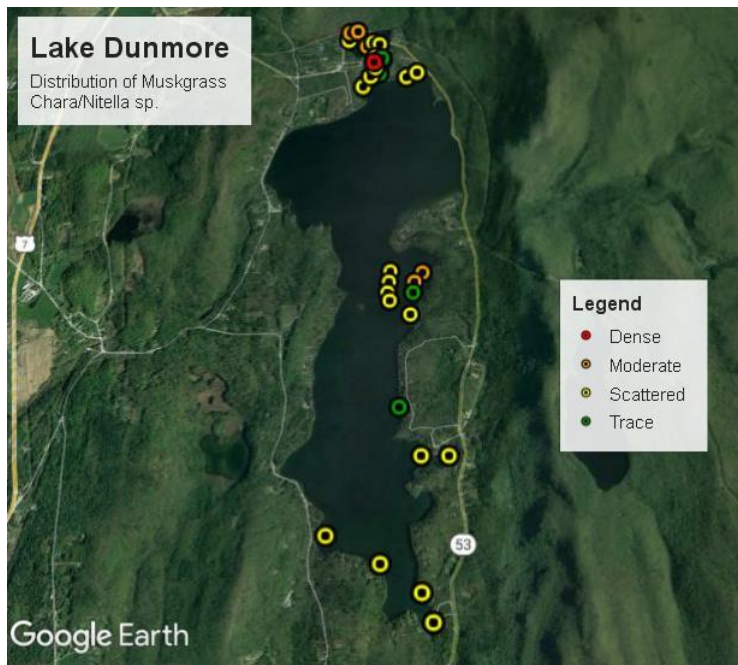 Lake Dunmore
Distribution of Muskgrass
Chara/Nitella sp.
7
Legend
Dense
Moderate
Scattered
Trace
53
Google Earth